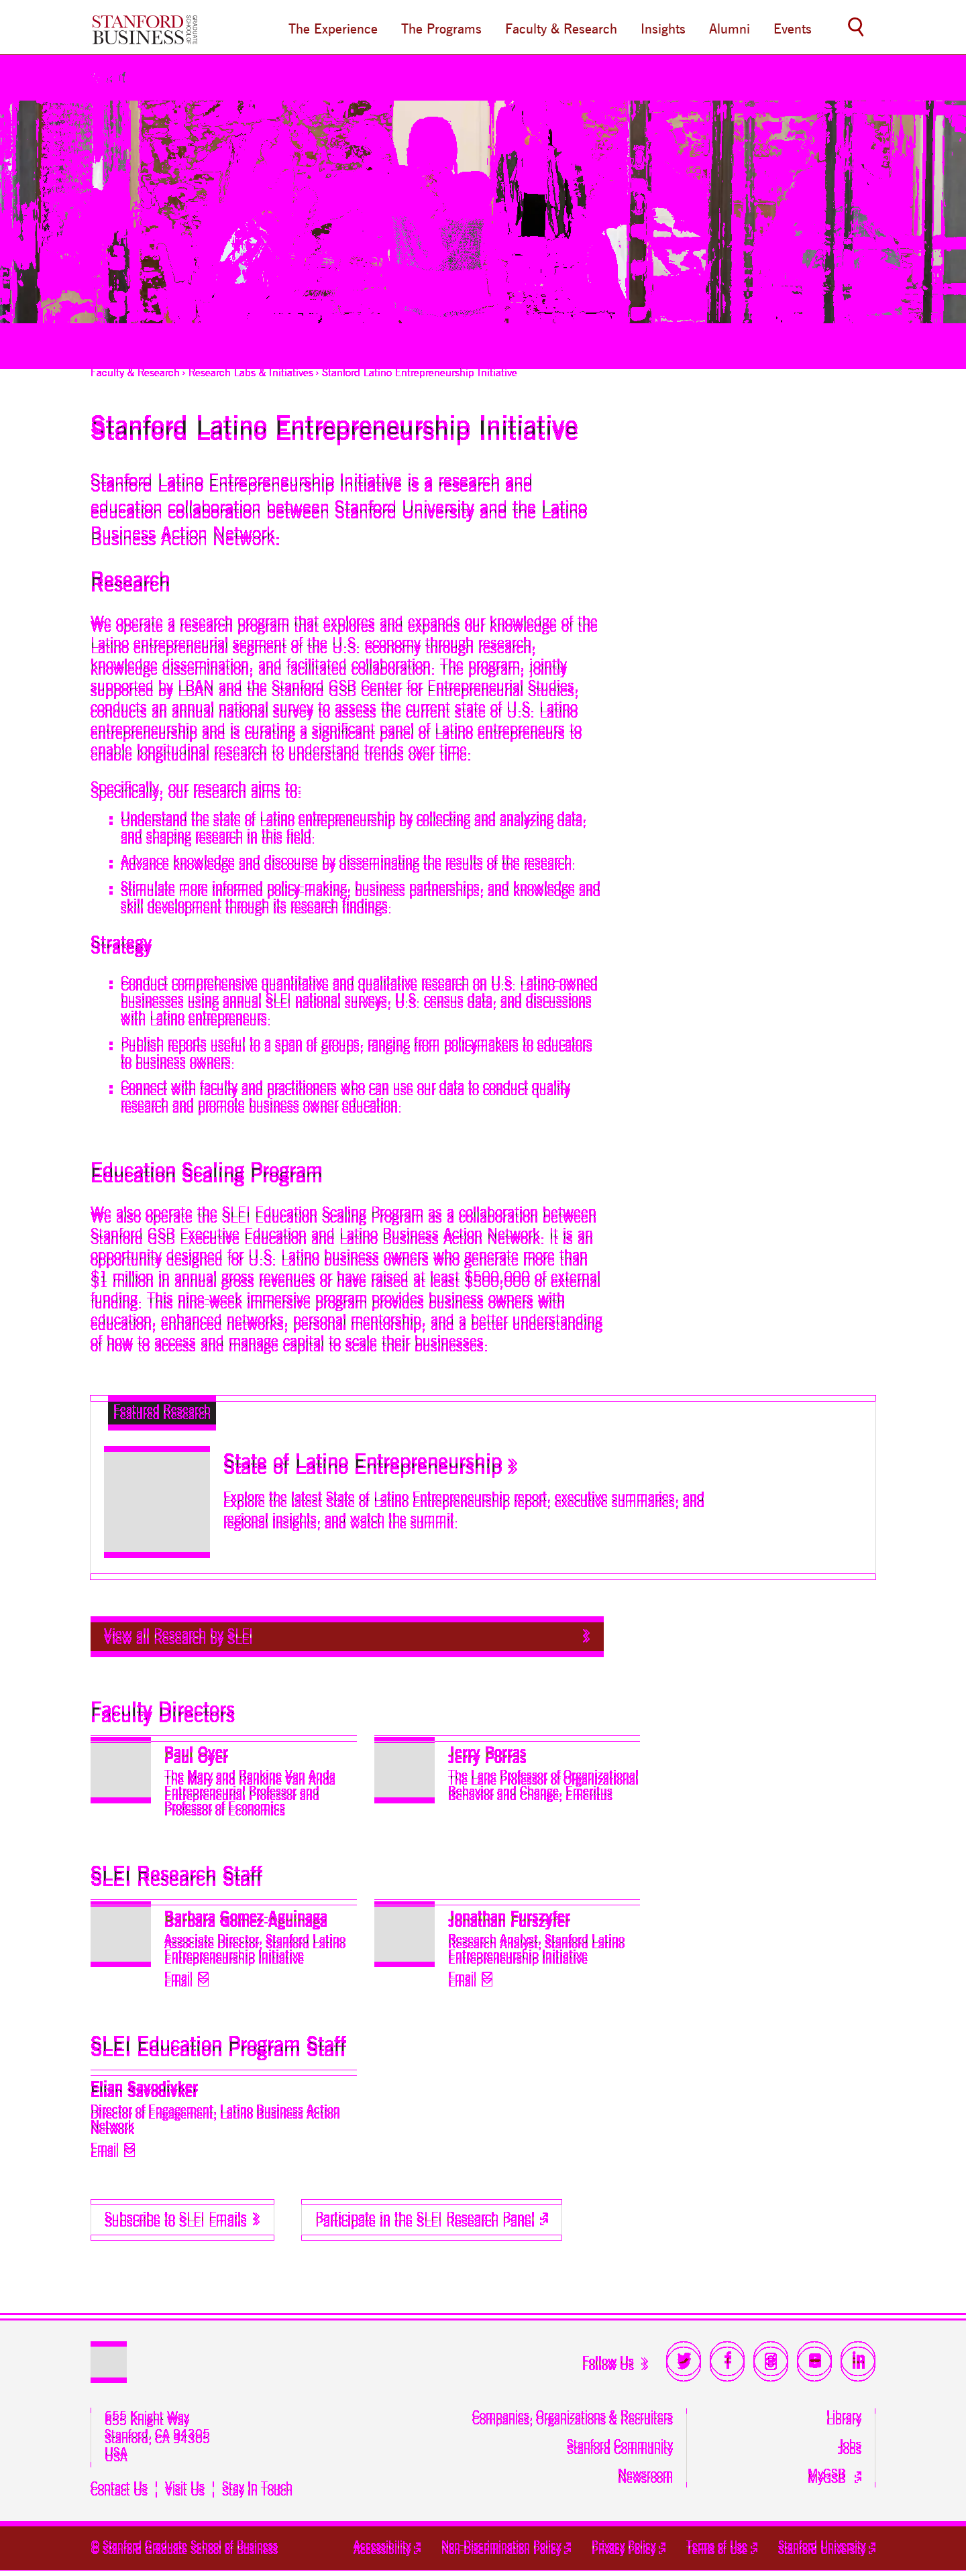 STANFORD
BUSINESS
GRADUATE
SCHOOL OF
The Experience The Programs Faculty & Research Insights Alumni Events
Faculty & Research › Research Labs & Initiatives › Stanford Latino Entrepreneurship Initiative
Stanford Latino Entrepreneurship Initiative
Stanford Latino Entrepreneurship Initiative is a research and
education collaboration between Stanford University and the Latino
Business Action Network.
Research
We operate a research program that explores and expands our knowledge of the
Latino entrepreneurial segment of the U.S. economy through research,
knowledge dissemination, and facilitated collaboration. The program, jointly
supported by LBAN and the Stanford GSB Center for Entrepreneurial Studies,
conducts an annual national survey to assess the current state of U.S. Latino
entrepreneurship and is curating a significant panel of Latino entrepreneurs to
enable longitudinal research to understand trends over time.
Specifically, our research aims to:
• Understand the state of Latino entrepreneurship by collecting and analyzing data,
and shaping research in this field.
• Advance knowledge and discourse by disseminating the results of the research.
• Stimulate more informed policy-making, business partnerships, and knowledge and
skill development through its research findings.
Strategy
• Conduct comprehensive quantitative and qualitative research on U.S. Latino-owned
businesses using annual SLEI national surveys, U.S. census data, and discussions
with Latino entrepreneurs.
• Publish reports useful to a span of groups, ranging from policymakers to educators
to business owners.
• Connect with faculty and practitioners who can use our data to conduct quality
research and promote business owner education.
Education Scaling Program
We also operate the SLEI Education Scaling Program as a collaboration between
Stanford GSB Executive Education and Latino Business Action Network. It is an
opportunity designed for U.S. Latino business owners who generate more than
$1 million in annual gross revenues or have raised at least $500,000 of external
funding. This nine-week immersive program provides business owners with
education, enhanced networks, personal mentorship, and a better understanding
of how to access and manage capital to scale their businesses.
Featured Research
State of Latino Entrepreneurship
Explore the latest State of Latino Entrepreneurship report, executive summaries, and
regional insights, and watch the summit.
View all Research by SLEI
Faculty Directors
Paul Oyer
The Mary and Rankine Van Anda
Entrepreneurial Professor and
Professor of Economics
Jerry Porras
The Lane Professor of Organizational
Behavior and Change, Emeritus
SLEI Research Staff
Barbara Gomez-Aguinaga
Associate Director, Stanford Latino
Entrepreneurship Initiative
Email
Jonathan Furszyfer
Research Analyst, Stanford Latino
Entrepreneurship Initiative
Email
SLEI Education Program Staff
Elian Savodivker
Director of Engagement, Latino Business Action
Network
Email
Subscribe to SLEI Emails Participate in the SLEI Research Panel
Follow Us
655 Knight Way
Stanford, CA 94305
USA
Contact Us Visit Us Stay In Touch
Companies, Organizations & Recruiters
Stanford Community
Newsroom
Library
Jobs
MyGSB
© Stanford Graduate School of Business Accessibility Non-Discrimination Policy Privacy Policy Terms of Use Stanford University